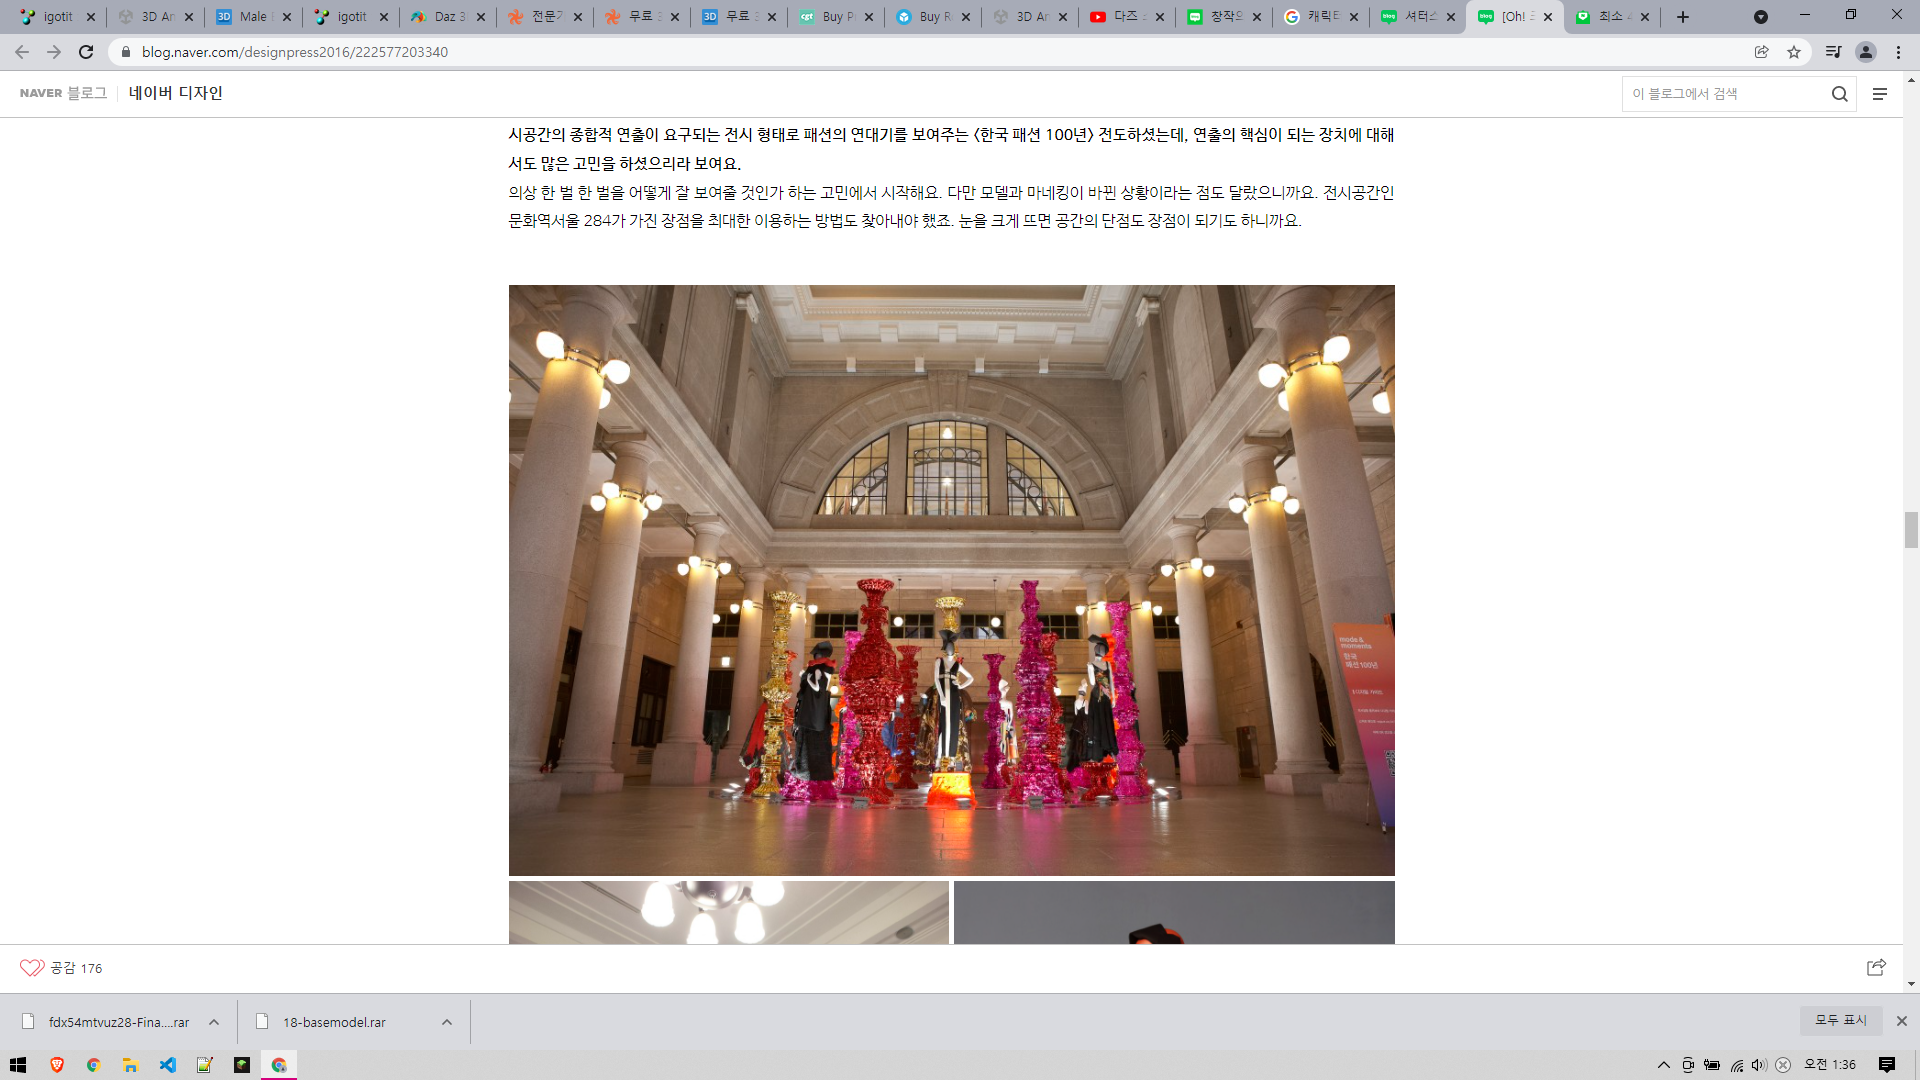 igotit
3D An
Male
igotit
Daz 3
전문가
무료
무료
Buy P
Buy R
3D An
다즈
창작으
캐릭터
셔터스
[Oh!
최소
blog.naver.com/designpress2016/222577203340
NAVER 블로그
네이버 디자인
이 블로그에서 검색
시공간의 종합적 연출이 요구되는 전시 형태로 패션의 연대기를 보여주는 <한국 패션 100년> 전도하셨는데, 연출의 핵심이 되는 장치에 대해
서도 많은 고민을 하셨으리라 보여요.
의상 한 벌 한 벌을 어떻게 잘 보여줄 것인가 하는 고민에서 시작해요. 다만 모델과 마네킹이 바뀐 상황이라는 점도 달랐으니까요. 전시공간인
문화역서울 284가 가진 장점을 최대한 이용하는 방법도 찾아내야 했죠. 눈을 크게 뜨면 공간의 단점도 장점이 되기도 하니까요.
mode &
moments
한국
패션100년
공감 176
fdx54mtvuz28-Fina....rar
18-basemodel.rar
모두 표시
오전 1:36